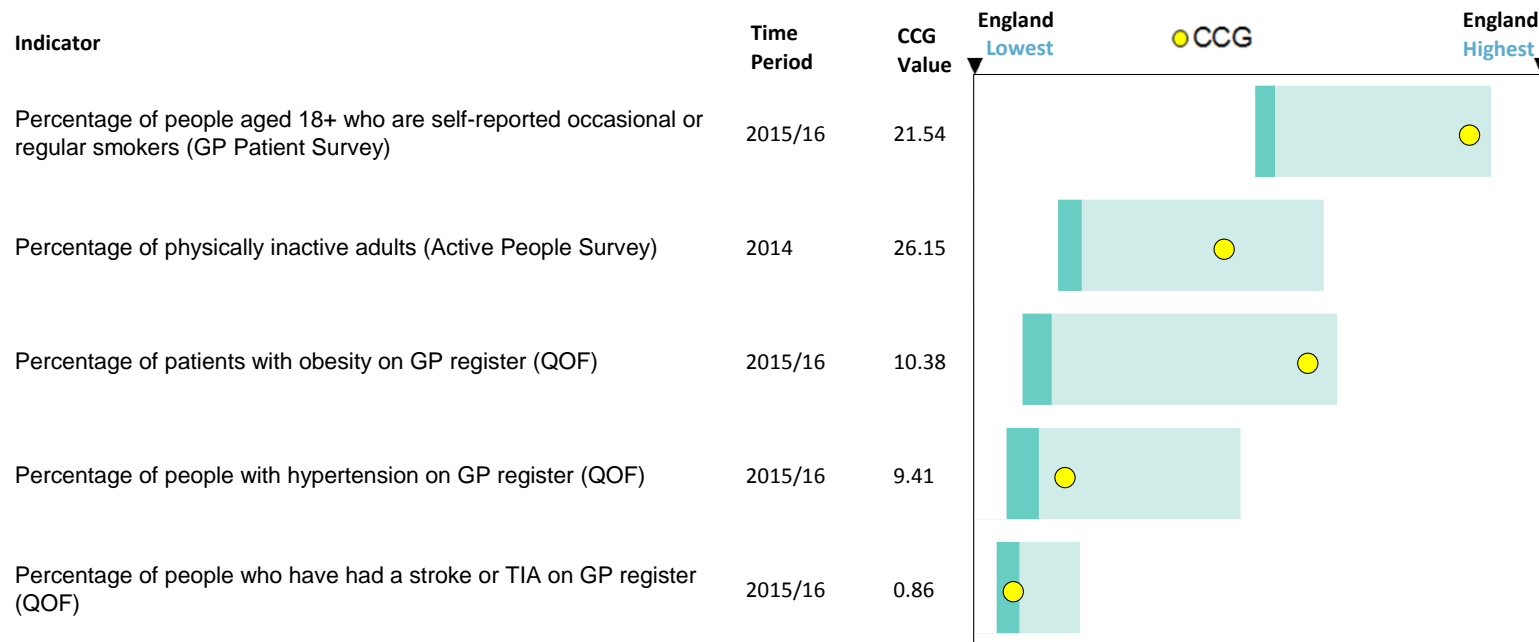 Indicator
Time
Period
CCG
Value
England
Lowest
CCG
England
Highest
Percentage of people aged 18+ who are self-reported occasional or
regular smokers (GP Patient Survey)
2015/16
21.54
Percentage of physically inactive adults (Active People Survey)
2014
26.15
Percentage of patients with obesity on GP register (QOF)
2015/16
10.38
Percentage of people with hypertension on GP register (QOF)
2015/16
9.41
Percentage of people who have had a stroke or TIA on GP register
(QOF)
2015/16
0.86